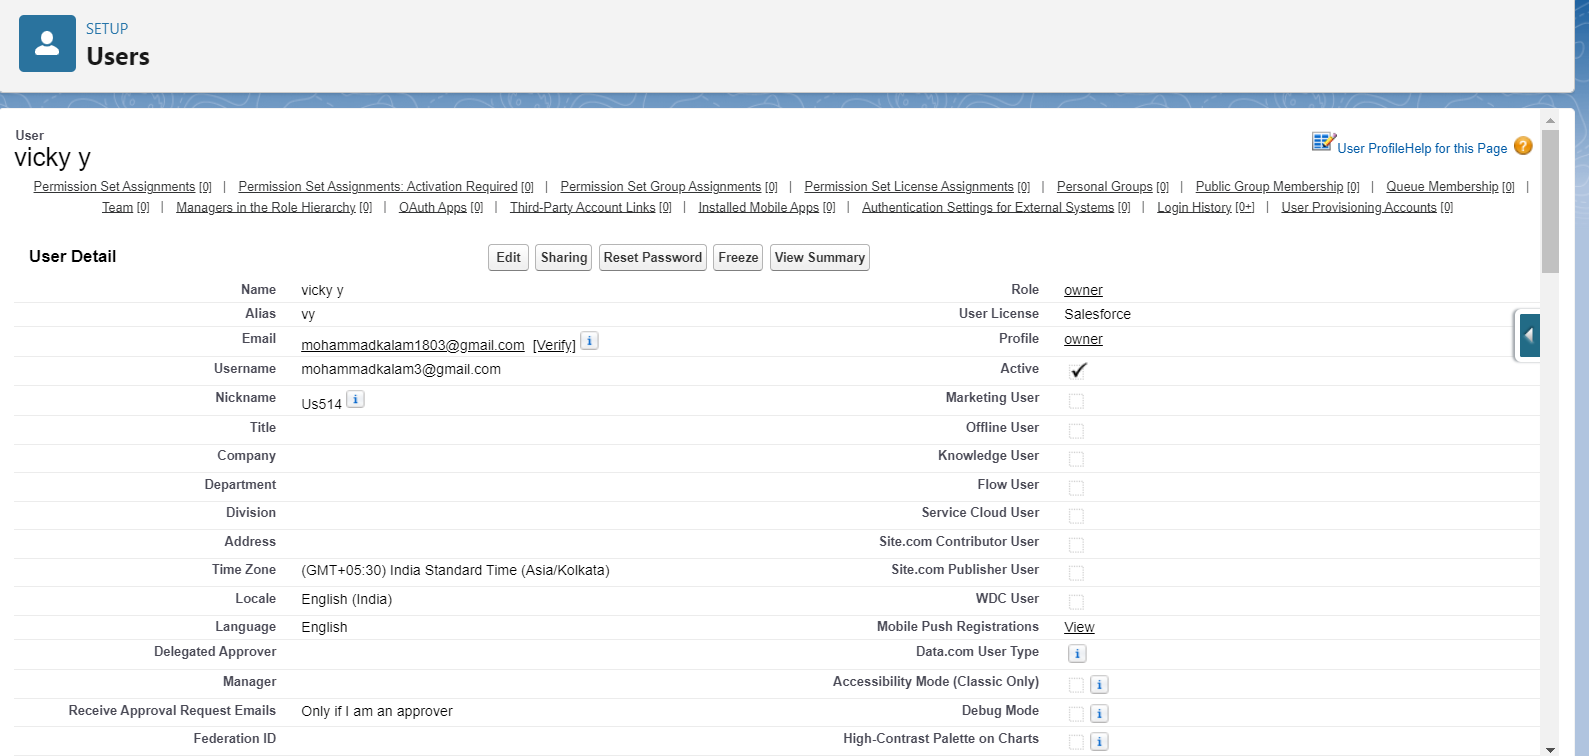 SETUP
Users
User
vicky y
User Profile Help for this Page ?
Permission Set Assignments [0] | Permission Set Assignments: Activation Required [0] | Permission Set Group Assignments [0] | Permission Set License Assignments [0] | Personal Groups [0] | Public Group Membership [0] | Queue Membership [0] |
Team [0] | Managers in the Role Hierarchy [0] | OAuth Apps [0] | Third-Party Account Links [0] | Installed Mobile Apps [0] | Authentication Settings for External Systems [0] | Login History [0+] | User Provisioning Accounts [0]
User Detail Edit Sharing Reset Password Freeze View Summary
Name vicky y Role owner
Alias vy User License Salesforce
Email mohammadkalam1803@gmail.com [Verify] i Profile owner
Username mohammadkalam3@gmail.com Active ✓
Nickname Us514 i Marketing User
Title Offline User
Company Knowledge User
Department Flow User
Division Service Cloud User
Address Site.com Contributor User
Time Zone (GMT+05:30) India Standard Time (Asia/Kolkata) Site.com Publisher User
Locale English (India) WDC User
Language English Mobile Push Registrations View
Delegated Approver Data.com User Type i
Manager Accessibility Mode (Classic Only) i
Receive Approval Request Emails Only if I am an approver Debug Mode i
Federation ID High-Contrast Palette on Charts i